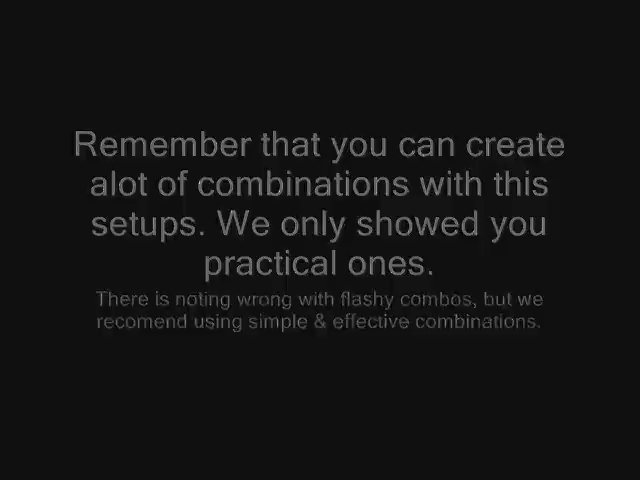 Remember that you can create
alot of combinations with this
setups. We only showed you
practical ones.
There is noting wrong with flashy combos, but we
recomend using simple & effective combinations.